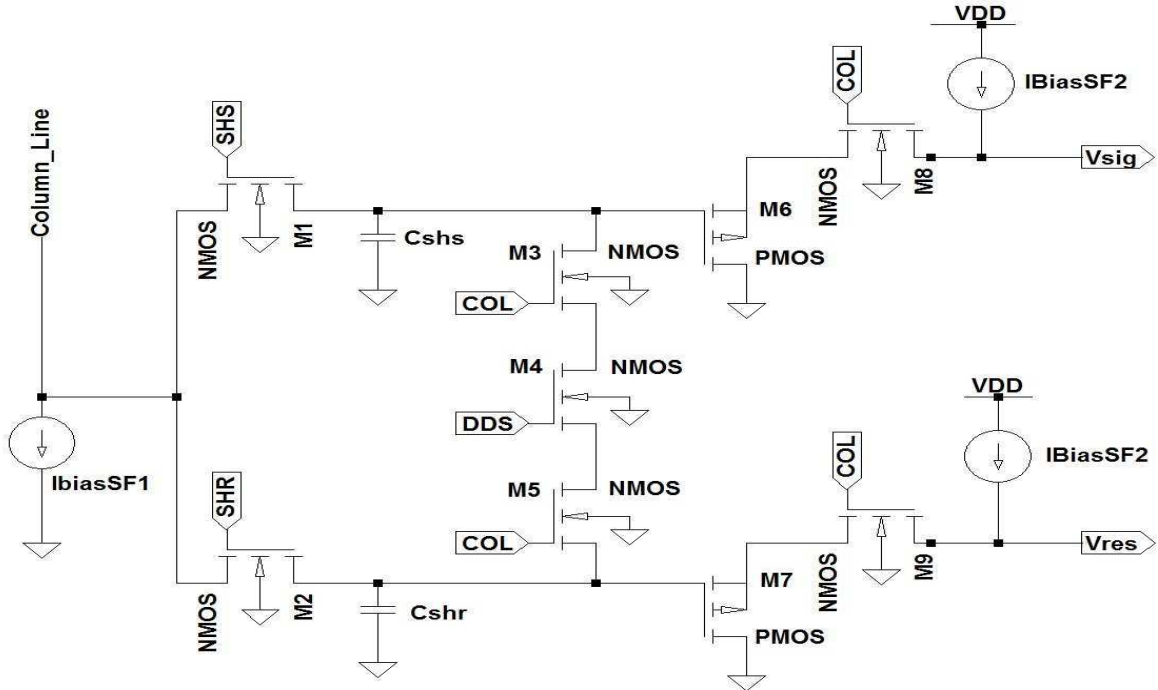 VDD
COL
IBiasSF2
Column_Line
SHS
Vsig
NMOS
M8
M6
NMOS
M1
Cshs
M3
NMOS
PMOS
COL
M4
NMOS
VDD
DDS
COL
IBiasSF2
IbiasSF1
SHR
M5
NMOS
COL
Vres
NMOS
M9
M7
NMOS
M2
Cshr
PMOS